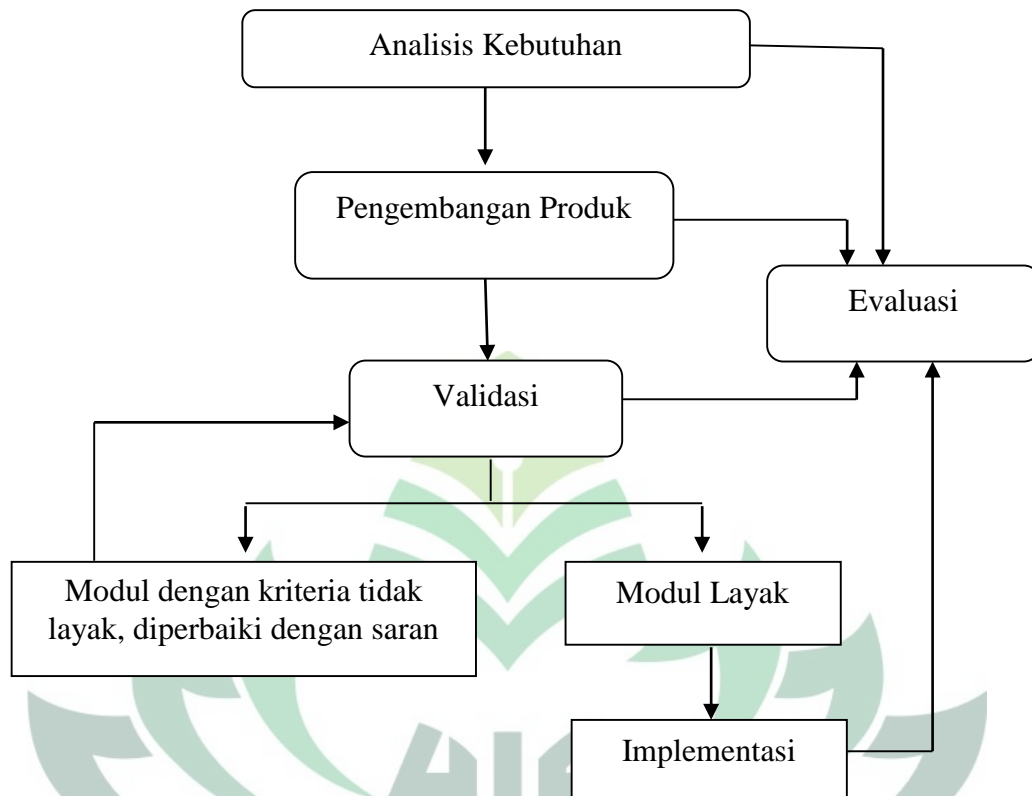 Analisis Kebutuhan
Pengembangan Produk
Evaluasi
Validasi
Modul dengan kriteria tidak
layak, diperbaiki dengan saran
Modul Layak
Implementasi